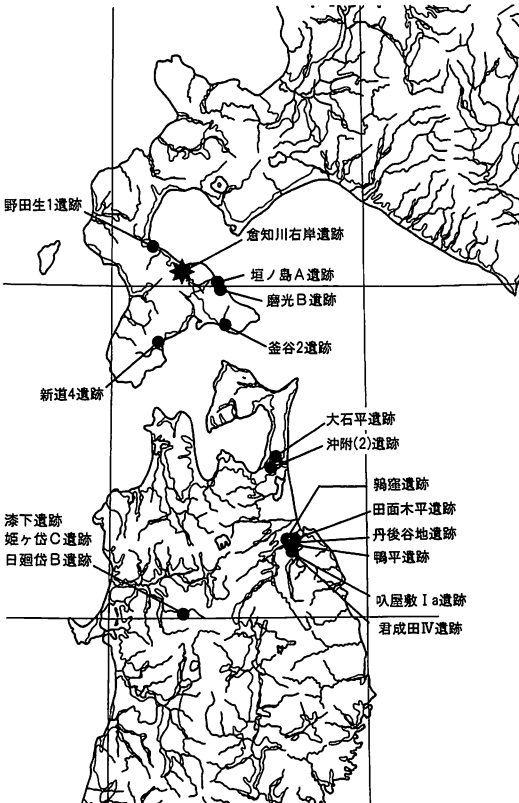 野田生1遺跡
倉知川右岸遺跡
垣ノ島A遺跡
磨光B遺跡
釜谷2遺跡
新道4遺跡
大石平遺跡
沖附(2)遺跡
鶉窪遺跡
田面木平遺跡
丹後谷地遺跡
鴨平遺跡
漆下遺跡
姫ヶ岱C遺跡
日廻岱B遺跡
叺屋敷Ⅰa遺跡
君成田Ⅳ遺跡